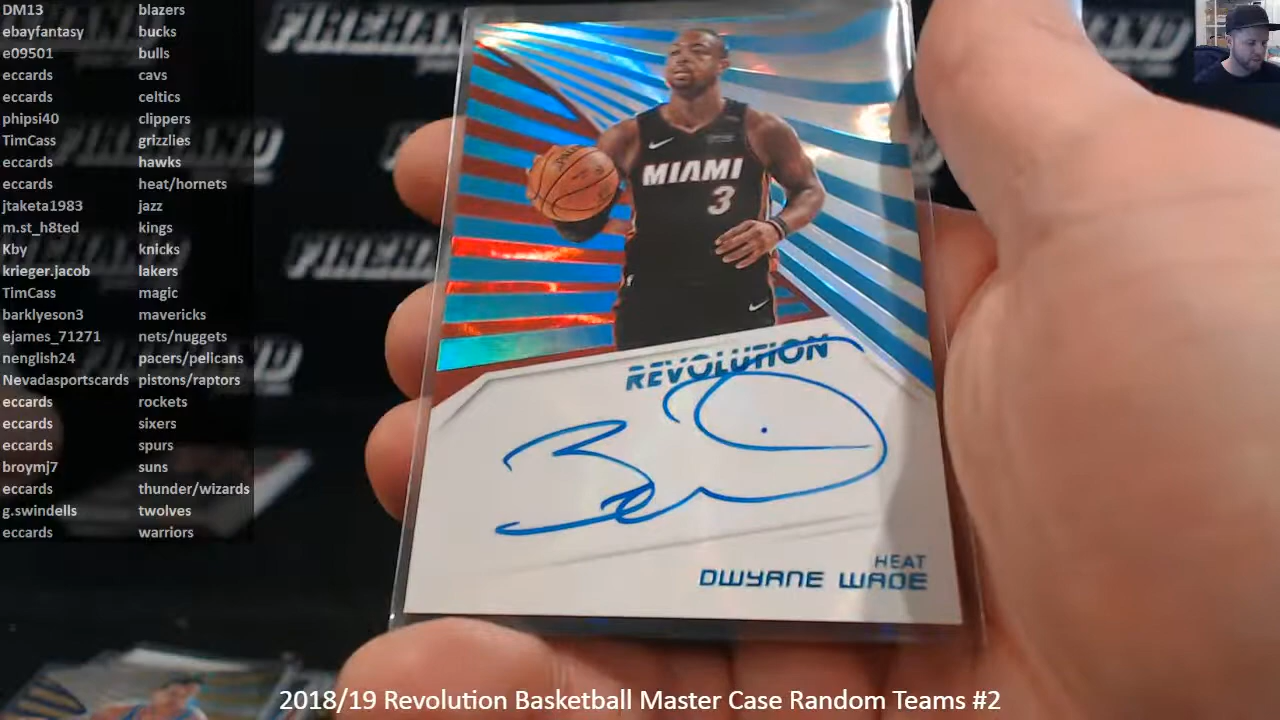 DM13 blazers
ebayfantasy bucks
e09501 bulls
eccards cavs
eccards celtics
phipsi40 clippers
TimCass grizzlies
eccards hawks
eccards heat/hornets
jtaketa1983 jazz
m.st_h8ted kings
Kby knicks
krieger.jacob lakers
TimCass magic
barklyeson3 mavericks
ejames_71271 nets/nuggets
nenglish24 pacers/pelicans
Nevadasportscards pistons/raptors
eccards rockets
eccards sixers
eccards spurs
broymj7 suns
eccards thunder/wizards
g.swindells twolves
eccards warriors
FIREHAND
FIREHAND
FIREHAND
MIAMI
3
REVOLUTION
HEAT
DWYANE WADE
2018/19 Revolution Basketball Master Case Random Teams #2